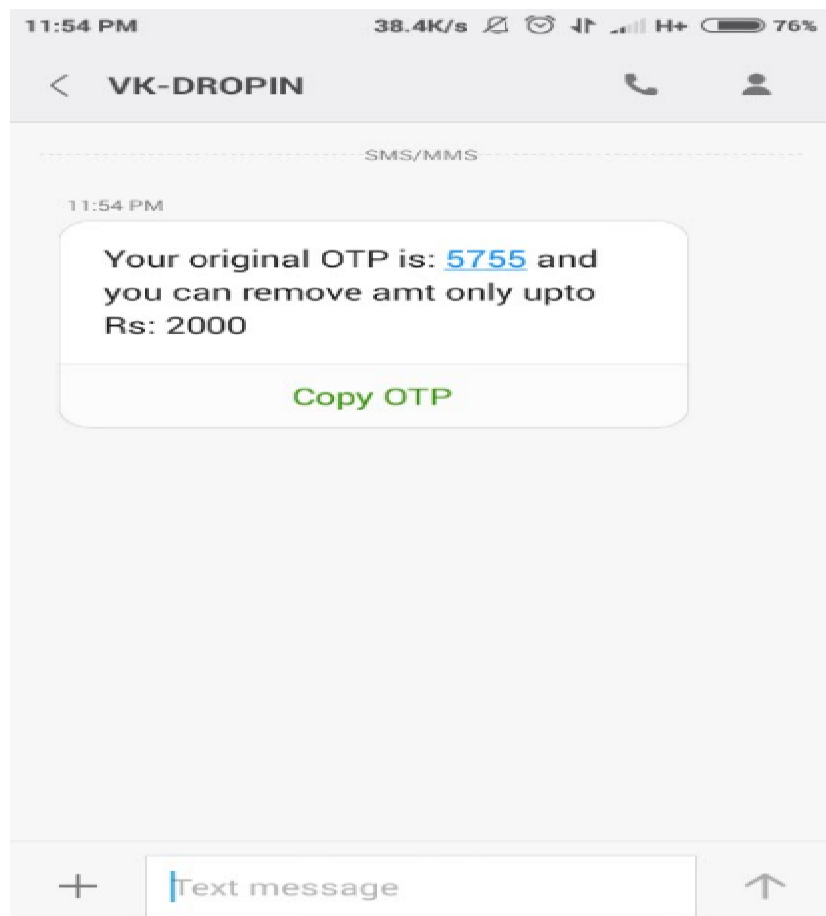 11:54 PM 38.4K/s H+ 76%
VK-DROPIN
SMS/MMS
11:54 PM
Your original OTP is: 5755 and
you can remove amt only upto
Rs: 2000
Copy OTP
Text message